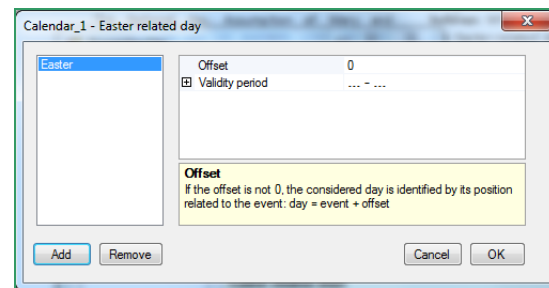 Calendar_1 - Easter related day
Easter
Offset 0
Validity period ... - ...
Offset
If the offset is not 0, the considered day is identified by its position
related to the event: day = event + offset
Add Remove Cancel OK